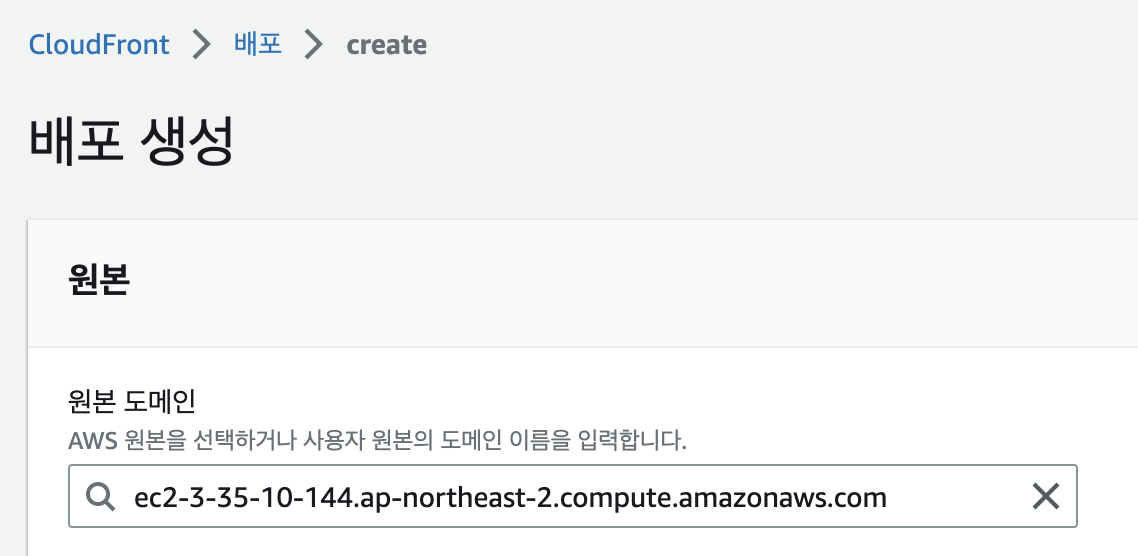 CloudFront > 배포 > create
배포 생성
원본
원본 도메인
AWS 원본을 선택하거나 사용자 원본의 도메인 이름을 입력합니다.
ec2-3-35-10-144.ap-northeast-2.compute.amazonaws.com